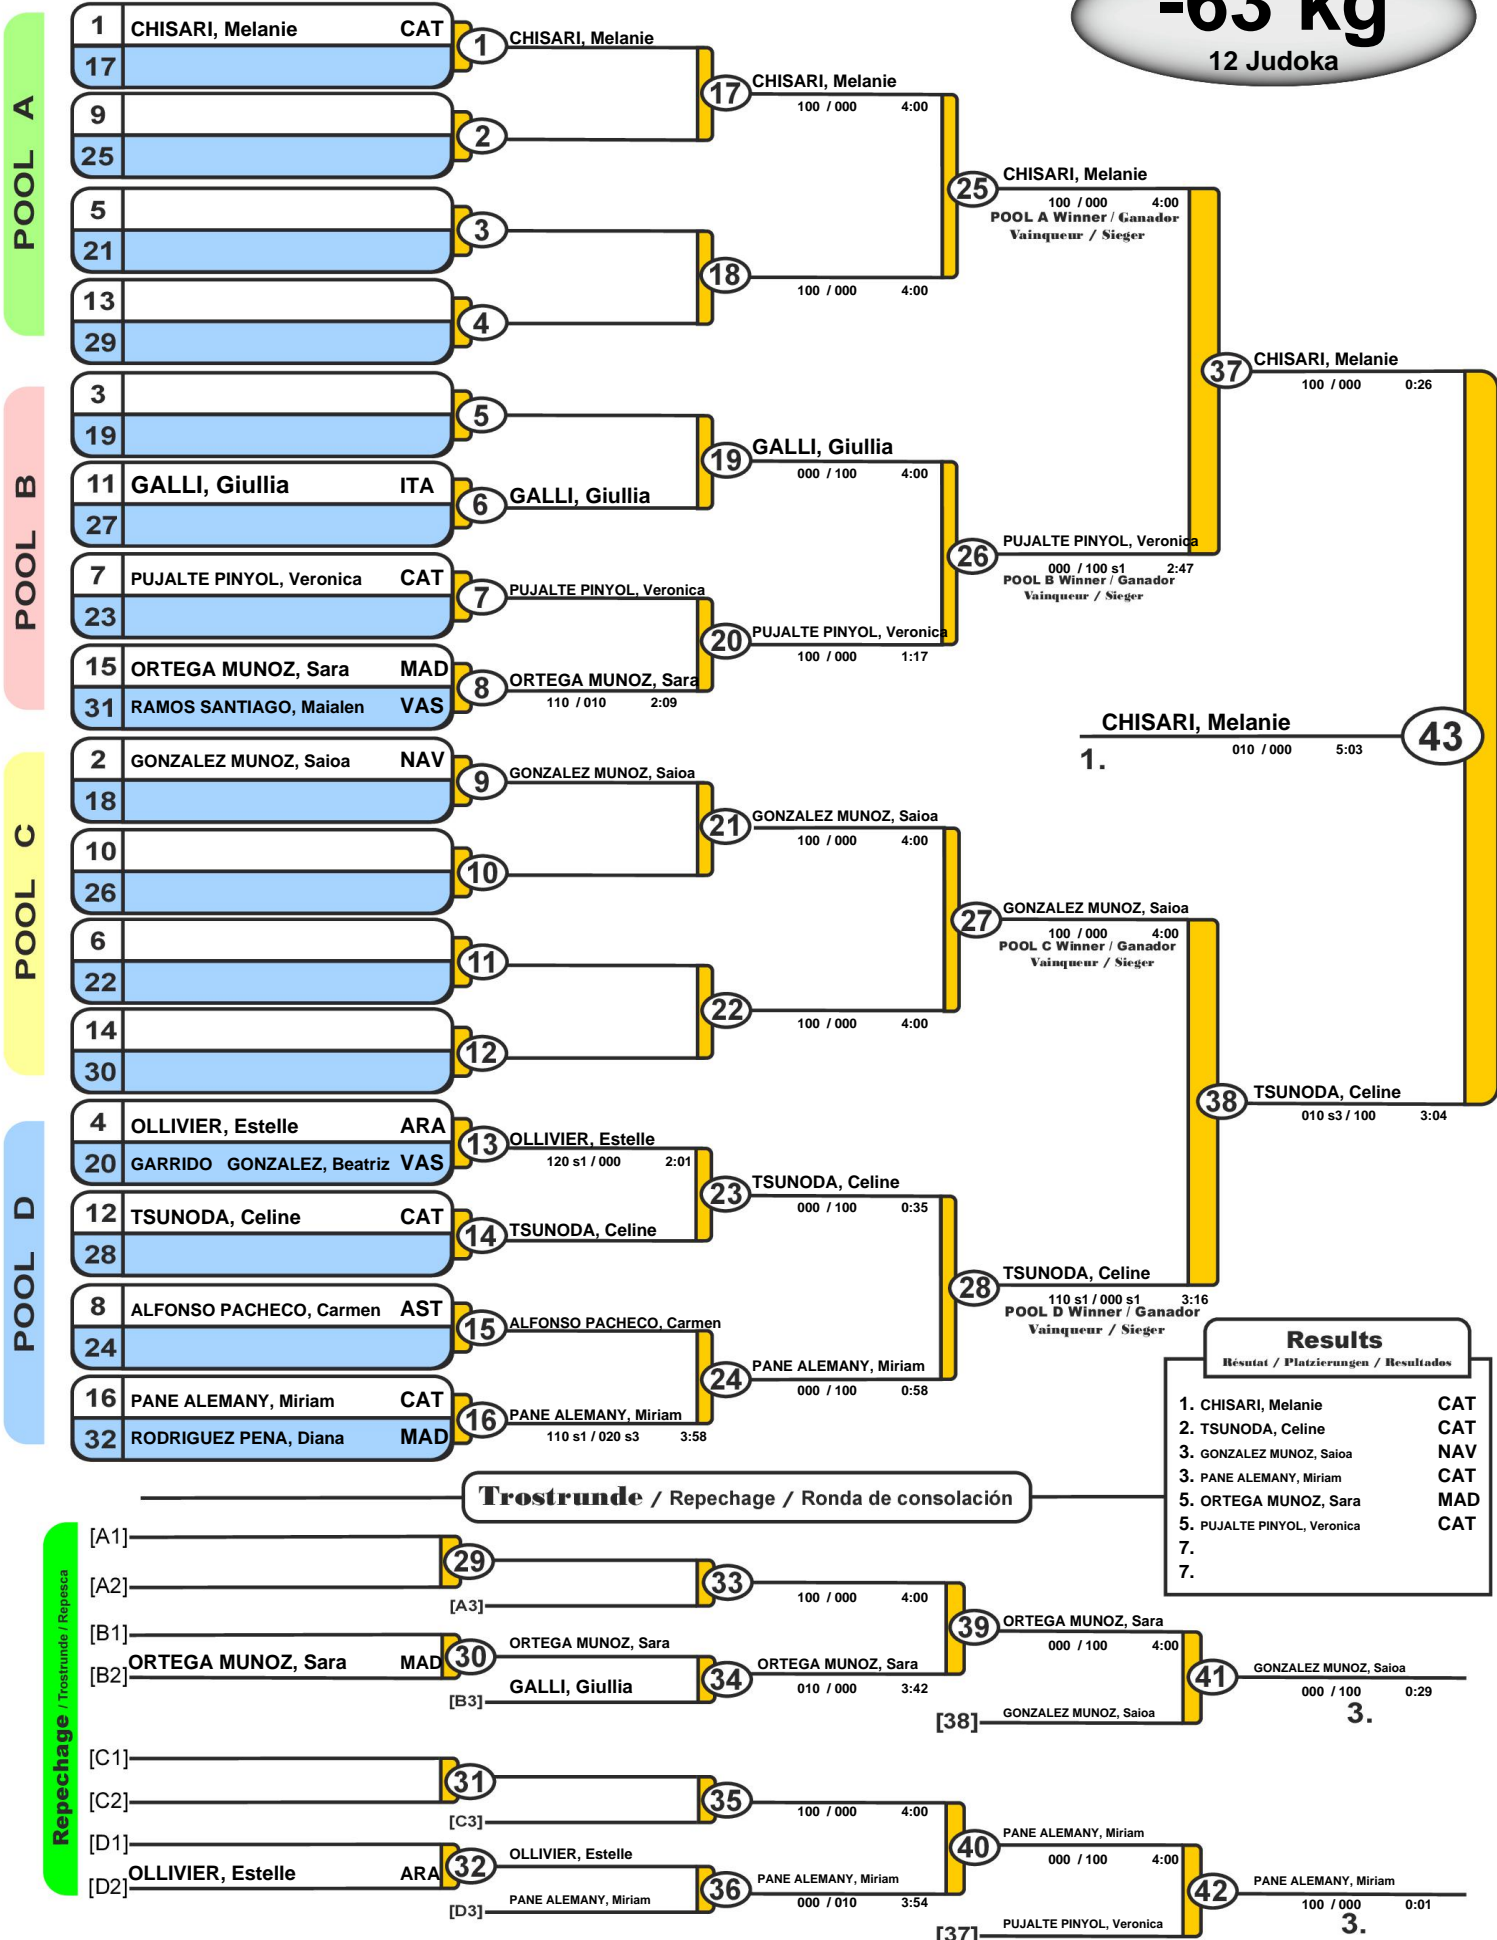 -63 kg
12 Judoka
POOL A
1 CHISARI, Melanie CAT
17
9
25
5
21
13
29
POOL B
3
19
11 GALLI, Giullia ITA
27
7 PUJALTE PINYOL, Veronica CAT
23
15 ORTEGA MUNOZ, Sara MAD
31 RAMOS SANTIAGO, Maialen VAS
POOL C
2 GONZALEZ MUNOZ, Saioa NAV
18
10
26
6
22
14
30
POOL D
4 OLLIVIER, Estelle ARA
20 GARRIDO GONZALEZ, Beatriz VAS
12 TSUNODA, Celine CAT
28
8 ALFONSO PACHECO, Carmen AST
24
16 PANE ALEMANY, Miriam CAT
32 RODRIGUEZ PENA, Diana MAD
1 CHISARI, Melanie
2
3
4
5
6 GALLI, Giullia
7 PUJALTE PINYOL, Veronica
8 ORTEGA MUNOZ, Sara
110 / 010 2:09
9 GONZALEZ MUNOZ, Saioa
10
11
12
13 OLLIVIER, Estelle
120 s1 / 000 2:01
14 TSUNODA, Celine
15 ALFONSO PACHECO, Carmen
16 PANE ALEMANY, Miriam
110 s1 / 020 s3 3:58
17 CHISARI, Melanie
100 / 000 4:00
18
100 / 000 4:00
19 GALLI, Giullia
000 / 100 4:00
20 PUJALTE PINYOL, Veronica
100 / 000 1:17
21 GONZALEZ MUNOZ, Saioa
100 / 000 4:00
22
100 / 000 4:00
23 TSUNODA, Celine
000 / 100 0:35
24 PANE ALEMANY, Miriam
000 / 100 0:58
25 CHISARI, Melanie
100 / 000 4:00
POOL A Winner / Ganador
Vainqueur / Sieger
26 PUJALTE PINYOL, Veronica
000 / 100 s1 2:47
POOL B Winner / Ganador
Vainqueur / Sieger
27 GONZALEZ MUNOZ, Saioa
100 / 000 4:00
POOL C Winner / Ganador
Vainqueur / Sieger
28 TSUNODA, Celine
110 s1 / 000 s1 3:16
POOL D Winner / Ganador
Vainqueur / Sieger
37 CHISARI, Melanie
100 / 000 0:26
38 TSUNODA, Celine
010 s3 / 100 3:04
CHISARI, Melanie 43
1. 010 / 000 5:03
Results
Résutat / Platzierungen / Resultados
1. CHISARI, Melanie CAT
2. TSUNODA, Celine CAT
3. GONZALEZ MUNOZ, Saioa NAV
3. PANE ALEMANY, Miriam CAT
5. ORTEGA MUNOZ, Sara MAD
5. PUJALTE PINYOL, Veronica CAT
7.
7.
Trostrunde / Repechage / Ronda de consolación
Repechage / Trostrunde / Repesca
[A1]
[A2]
29
[A3]
33
100 / 000 4:00
[B1]
[B2] ORTEGA MUNOZ, Sara MAD
30 ORTEGA MUNOZ, Sara
[B3] GALLI, Giullia
34 ORTEGA MUNOZ, Sara
010 / 000 3:42
39 ORTEGA MUNOZ, Sara
000 / 100 4:00
[38] GONZALEZ MUNOZ, Saioa
41 GONZALEZ MUNOZ, Saioa
000 / 100 0:29
3.
[C1]
[C2]
31
[C3]
35
100 / 000 4:00
[D1]
[D2] OLLIVIER, Estelle ARA
32 OLLIVIER, Estelle
[D3] PANE ALEMANY, Miriam
36 PANE ALEMANY, Miriam
000 / 010 3:54
40 PANE ALEMANY, Miriam
000 / 100 4:00
[37] PUJALTE PINYOL, Veronica
42 PANE ALEMANY, Miriam
100 / 000 0:01
3.